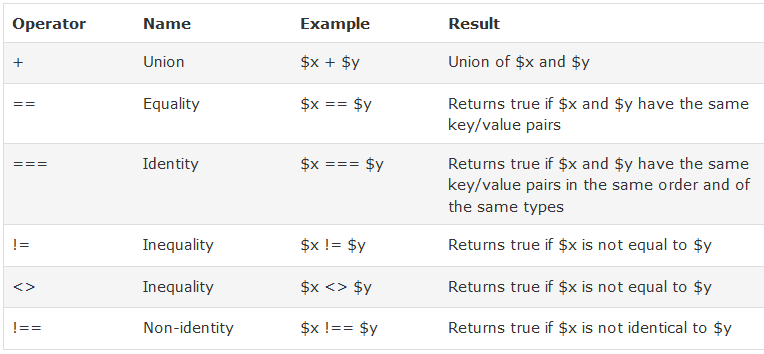 Operator Name Example Result
+ Union $x + $y Union of $x and $y
== Equality $x == $y Returns true if $x and $y have the same
key/value pairs
=== Identity $x === $y Returns true if $x and $y have the same
key/value pairs in the same order and of
the same types
!= Inequality $x != $y Returns true if $x is not equal to $y
<> Inequality $x <> $y Returns true if $x is not equal to $y
!== Non-identity $x !== $y Returns true if $x is not identical to $y